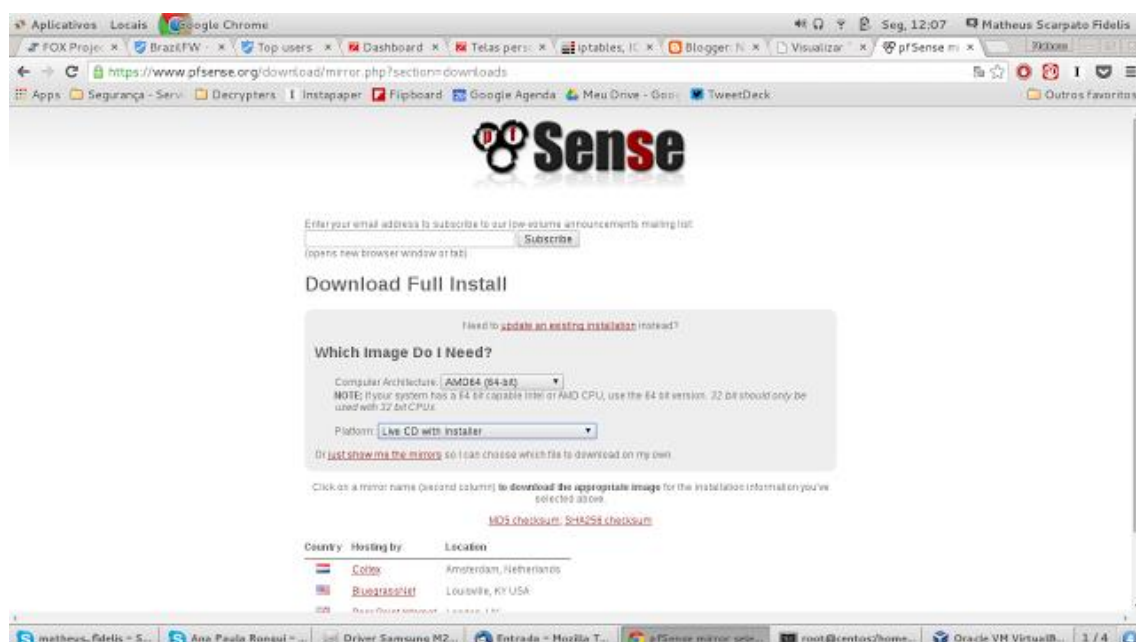 Aplicativos Locais Google Chrome Seg, 12:07 Matheus Scarpato Fidelis
FOX Projec BrazilFW - Top users Dashboard Telas pers iptables, Blogger: N Visualizar pfSense mi
https://www.pfsense.org/download/mirror.php?section=downloads
Apps Segurança - Servi Decrypters Instapaper Flipboard Google Agenda Meu Drive - Goo TweetDeck Outros favoritos
Sense
Enter your email address to subscribe to our low-volume announcements mailing list:
Subscribe
(opens new browser window or tab)
Download Full Install
Need to update an existing installation instead?
Which Image Do I Need?
Computer Architecture: AMD64 (64-bit)
NOTE: If your system has a 64 bit capable Intel or AMD CPU, use the 64 bit version. 32 bit should only be
used with 32 bit CPUs
Platform: Live CD with Installer
Or just show me the mirrors so I can choose which file to download on my own
Click on a mirror name (second column) to download the appropriate image for the installation information you've
selected above.
MD5 checksum, SHA256 checksum
Country Hosting by Location
Amsterdam, Netherlands
BluegrassNet Louisville, KY USA
matheus_fidelis - S... Ana Paula Rongui - ... Driver Samsung M2... Entrada - Mozilla T... pfSense mirror sele... root@centos:/home... Oracle VM VirtualB... 1 / 4